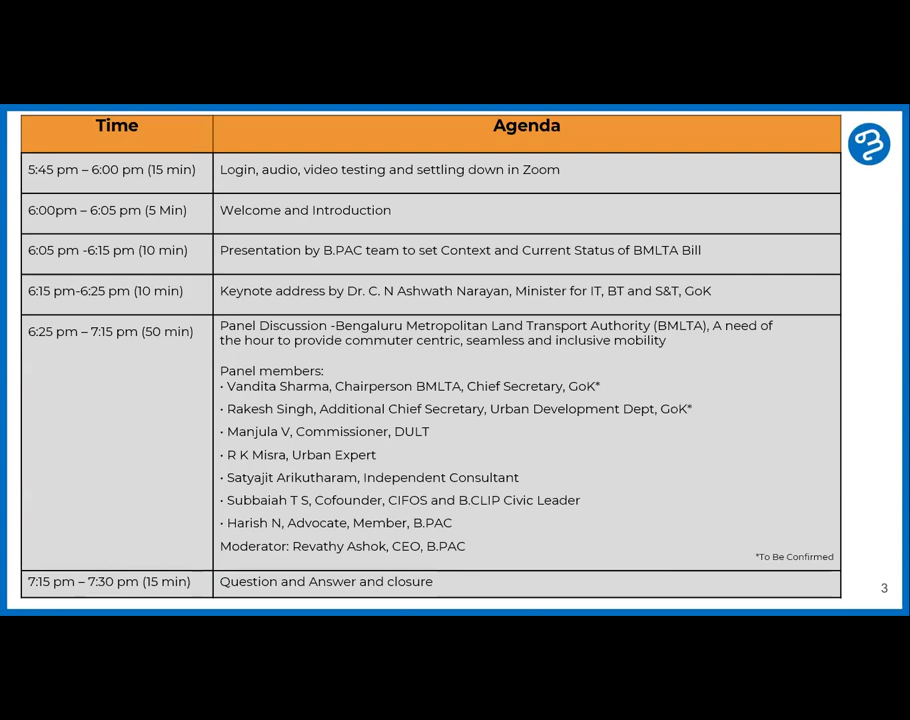 Time
Agenda
5:45 pm – 6:00 pm (15 min)
Login, audio, video testing and settling down in Zoom
6:00pm – 6:05 pm (5 Min)
Welcome and Introduction
6:05 pm -6:15 pm (10 min)
Presentation by B.PAC team to set Context and Current Status of BMLTA Bill
6:15 pm-6:25 pm (10 min)
Keynote address by Dr. C. N Ashwath Narayan, Minister for IT, BT and S&T, GoK
6:25 pm – 7:15 pm (50 min)
Panel Discussion -Bengaluru Metropolitan Land Transport Authority (BMLTA), A need of
the hour to provide commuter centric, seamless and inclusive mobility
Panel members:
• Vandita Sharma, Chairperson BMLTA, Chief Secretary, GoK*
• Rakesh Singh, Additional Chief Secretary, Urban Development Dept, GoK*
• Manjula V, Commissioner, DULT
• R K Misra, Urban Expert
• Satyajit Arikutharam, Independent Consultant
• Subbaiah T S, Cofounder, CIFOS and B.CLIP Civic Leader
• Harish N, Advocate, Member, B.PAC
Moderator: Revathy Ashok, CEO, B.PAC
*To Be Confirmed
7:15 pm – 7:30 pm (15 min)
Question and Answer and closure
3